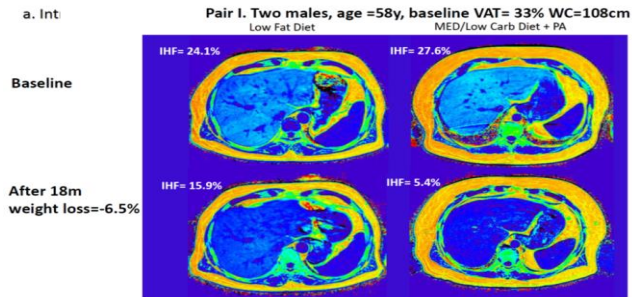 a. Int
Pair I. Two males, age =58y, baseline VAT= 33% WC=108cm
Low Fat Diet
MED/Low Carb Diet + PA
Baseline
IHF= 24.1%
IHF= 27.6%
After 18m
weight loss=-6.5%
IHF= 15.9%
IHF= 5.4%